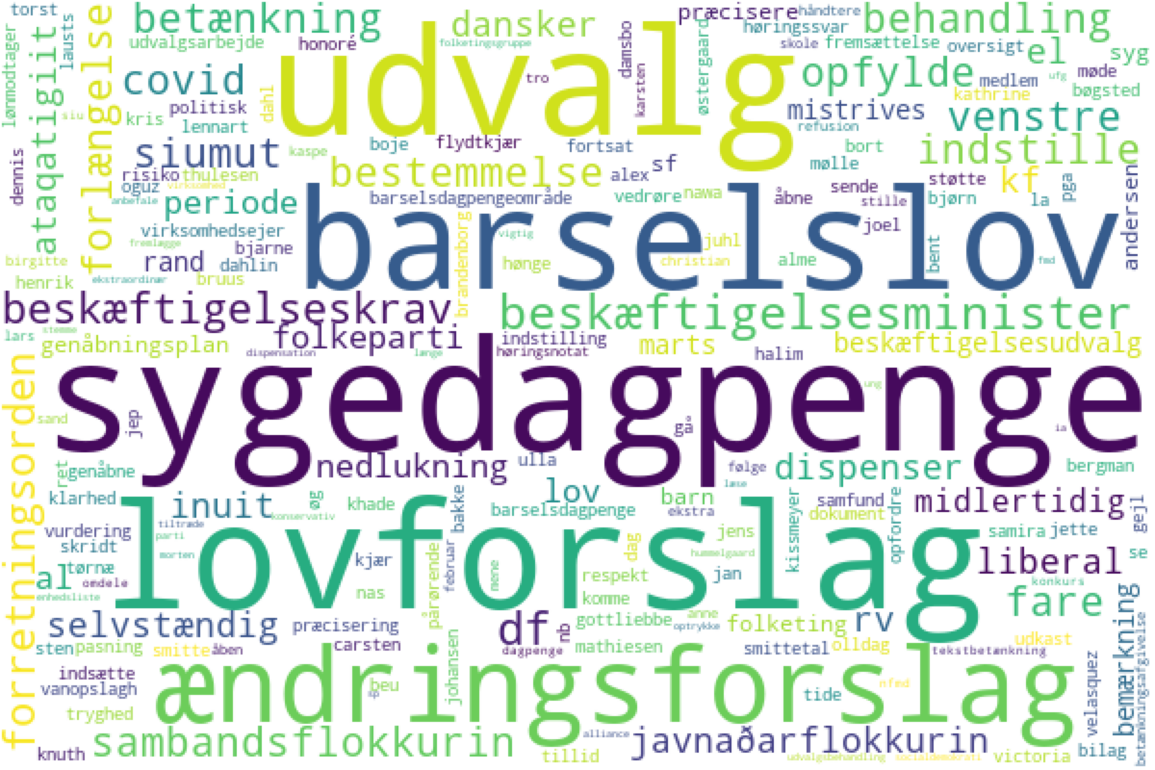 torst
betænkning
dansker
præcisere
håndtere
behandling
udvalgsarbejde
honoré
folketingsgruppe
høringssvar
lausts
forlængelse
udvalg
damsbo
skole
fremsættelse
oversigt
el
syg
lønmodtager
ataqatigiit
covid
tro
karsten
østergaard
opfylde
medlem
ufg
møde
politisk
dahl
mistrives
kathrine
bøgsted
siu
kris
lennart
boje
flydtkjær
fortsat
refusion
venstre
dennis
siumut
kaspe
bort
indstille
risiko
thulesen
bestemmelse
alex
sf
mølle
støtte
kf
andersen
oguz
virksomhed
anbefale
periode
barselsdagpengeområde
vedrøre
nawa
åbne
sende
stille
bjørn
la
pga
virksomhedsejer
fremlægge
bjarne
barselslov
vigtig
juhl
joel
bent
birgitte
rand
dahlin
brandenborg
hønge
christian
alme
fmd
henrik
ekstraordinær
bruus
beskæftigelseskrav
beskæftigelsesminister
lars
stemme
genåbningsplan
folkeparti
indstilling
marts
beskæftigelsesudvalg
dispensation
længe
høringsnotat
halim
forretningsorden
sygedagpenge
ung
sand
jep
gå
ia
ret
genåbne
nedlukning
ulla
følge
dispenser
bergman
læse
klarhed
inuit
øg
khade
bakke
lov
barn
kissmeyer
samfund
opfordre
midlertidig
gejl
tiltræde
konservativ
barselsdagpenge
ekstra
dokument
vurdering
parti
lovforslag
jens
samira
jette
skridt
morten
dag
hummelgaard
liberal
se
al
tørnæ
kjær
pårørende
februar
mene
respekt
jan
konkurs
omdele
enhedsliste
nas
komme
fare
bemærkning
betænkningsafgivelse
selvstændig
præcisering
df
nb
gottliebbe
anne
optrykke
folketing
rv
sten
pasning
smitte
åben
carsten
johansen
dagpenge
mathiesen
smittetal
olldag
udkast
tekstbetænkning
indsætte
ændringsforslag
velasquez
vanopslagh
beu
sp
tide
nfmd
tryghed
knuth
sambandsflokkurin
tillid
alliance
javnaðarflokkurin
udvalgsbehandling
socialdemokrati
victoria
bilag